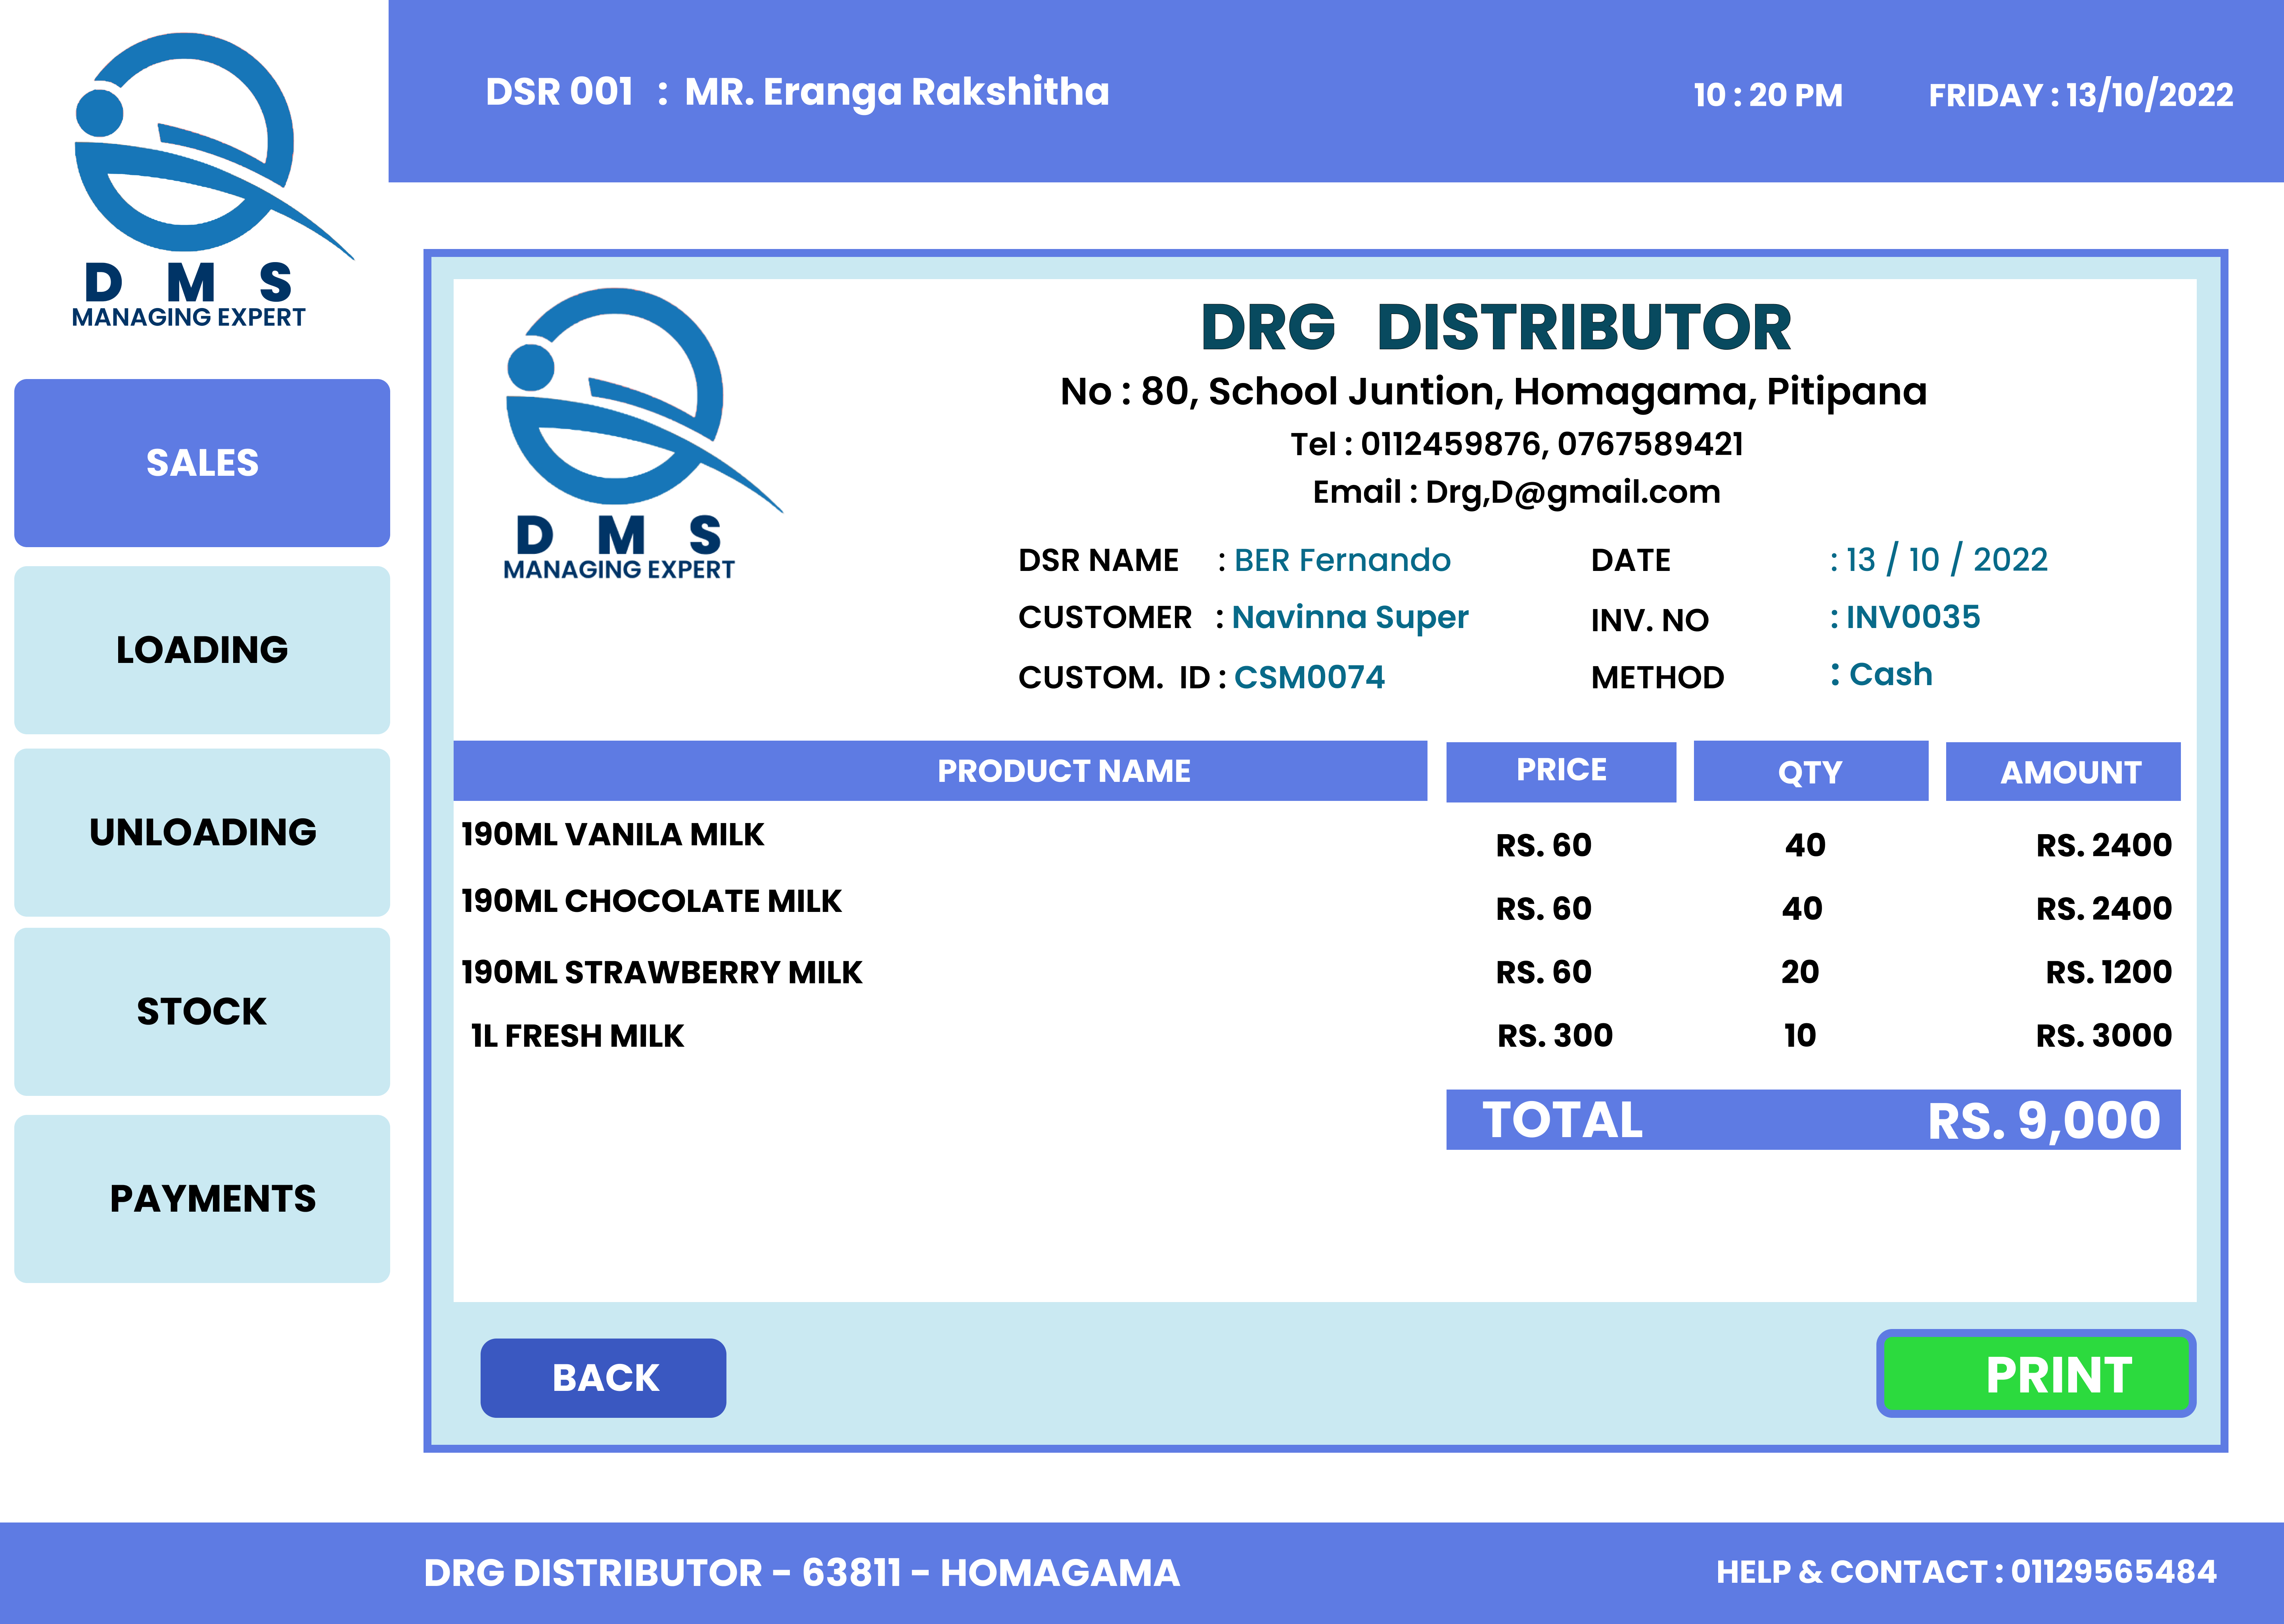 DSR 001 : MR. Eranga Rakshitha
10 : 20 PM
FRIDAY : 13/10/2022
D M S
MANAGING EXPERT
SALES
LOADING
UNLOADING
STOCK
PAYMENTS
D M S
MANAGING EXPERT
DRG DISTRIBUTOR
No : 80, School Juntion, Homagama, Pitipana
Tel : 0112459876, 0767589421
Email : Drg,D@gmail.com
DSR NAME : BER Fernando DATE : 13 / 10 / 2022
CUSTOMER : Navinna Super INV. NO : INV0035
CUSTOM. ID : CSM0074 METHOD : Cash
PRODUCT NAME PRICE QTY AMOUNT
190ML VANILA MILK RS. 60 40 RS. 2400
190ML CHOCOLATE MILK RS. 60 40 RS. 2400
190ML STRAWBERRY MILK RS. 60 20 RS. 1200
1L FRESH MILK RS. 300 10 RS. 3000
TOTAL RS. 9,000
BACK
PRINT
DRG DISTRIBUTOR - 63811 - HOMAGAMA
HELP & CONTACT : 01129565484